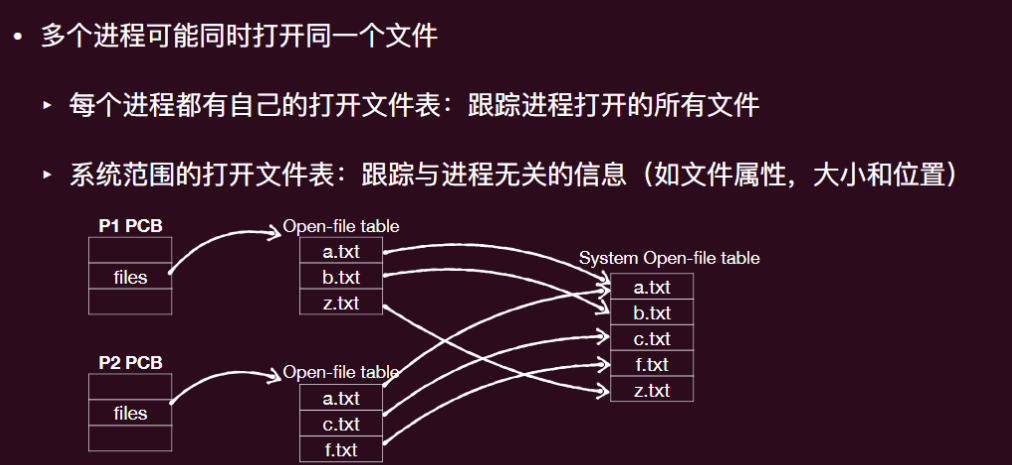 • 多个进程可能同时打开同一个文件
▸ 每个进程都有自己的打开文件表：跟踪进程打开的所有文件
▸ 系统范围的打开文件表：跟踪与进程无关的信息（如文件属性，大小和位置）
P1 PCB
files
Open-file table
a.txt
b.txt
z.txt
System Open-file table
a.txt
b.txt
c.txt
f.txt
z.txt
P2 PCB
files
Open-file table
a.txt
c.txt
f.txt